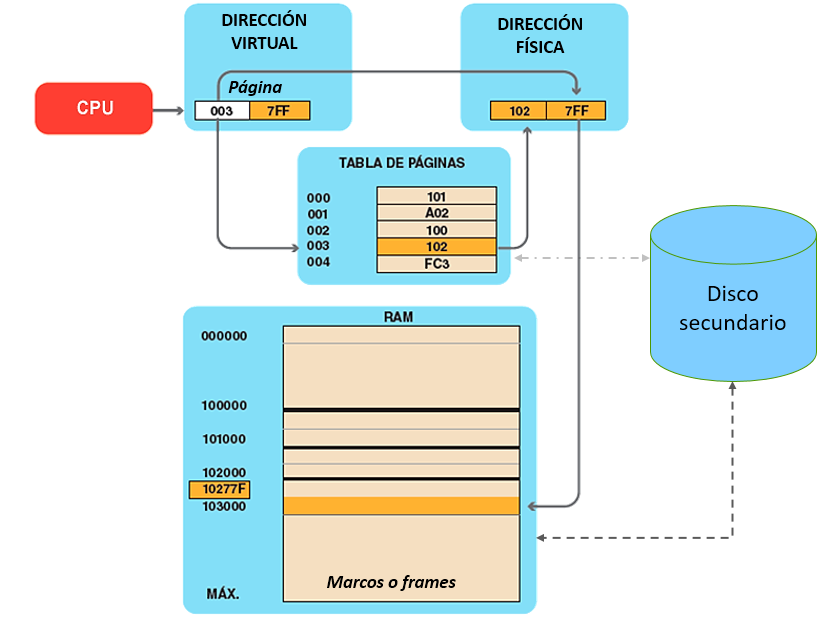 DIRECCIÓN
VIRTUAL
Página
003 7FF
CPU
DIRECCIÓN
FÍSICA
102 7FF
TABLA DE PÁGINAS
000 101
001 A02
002 100
003 102
004 FC3
Disco
secundario
RAM
000000
100000
101000
102000
10277F
103000
MÁX.
Marcos o frames